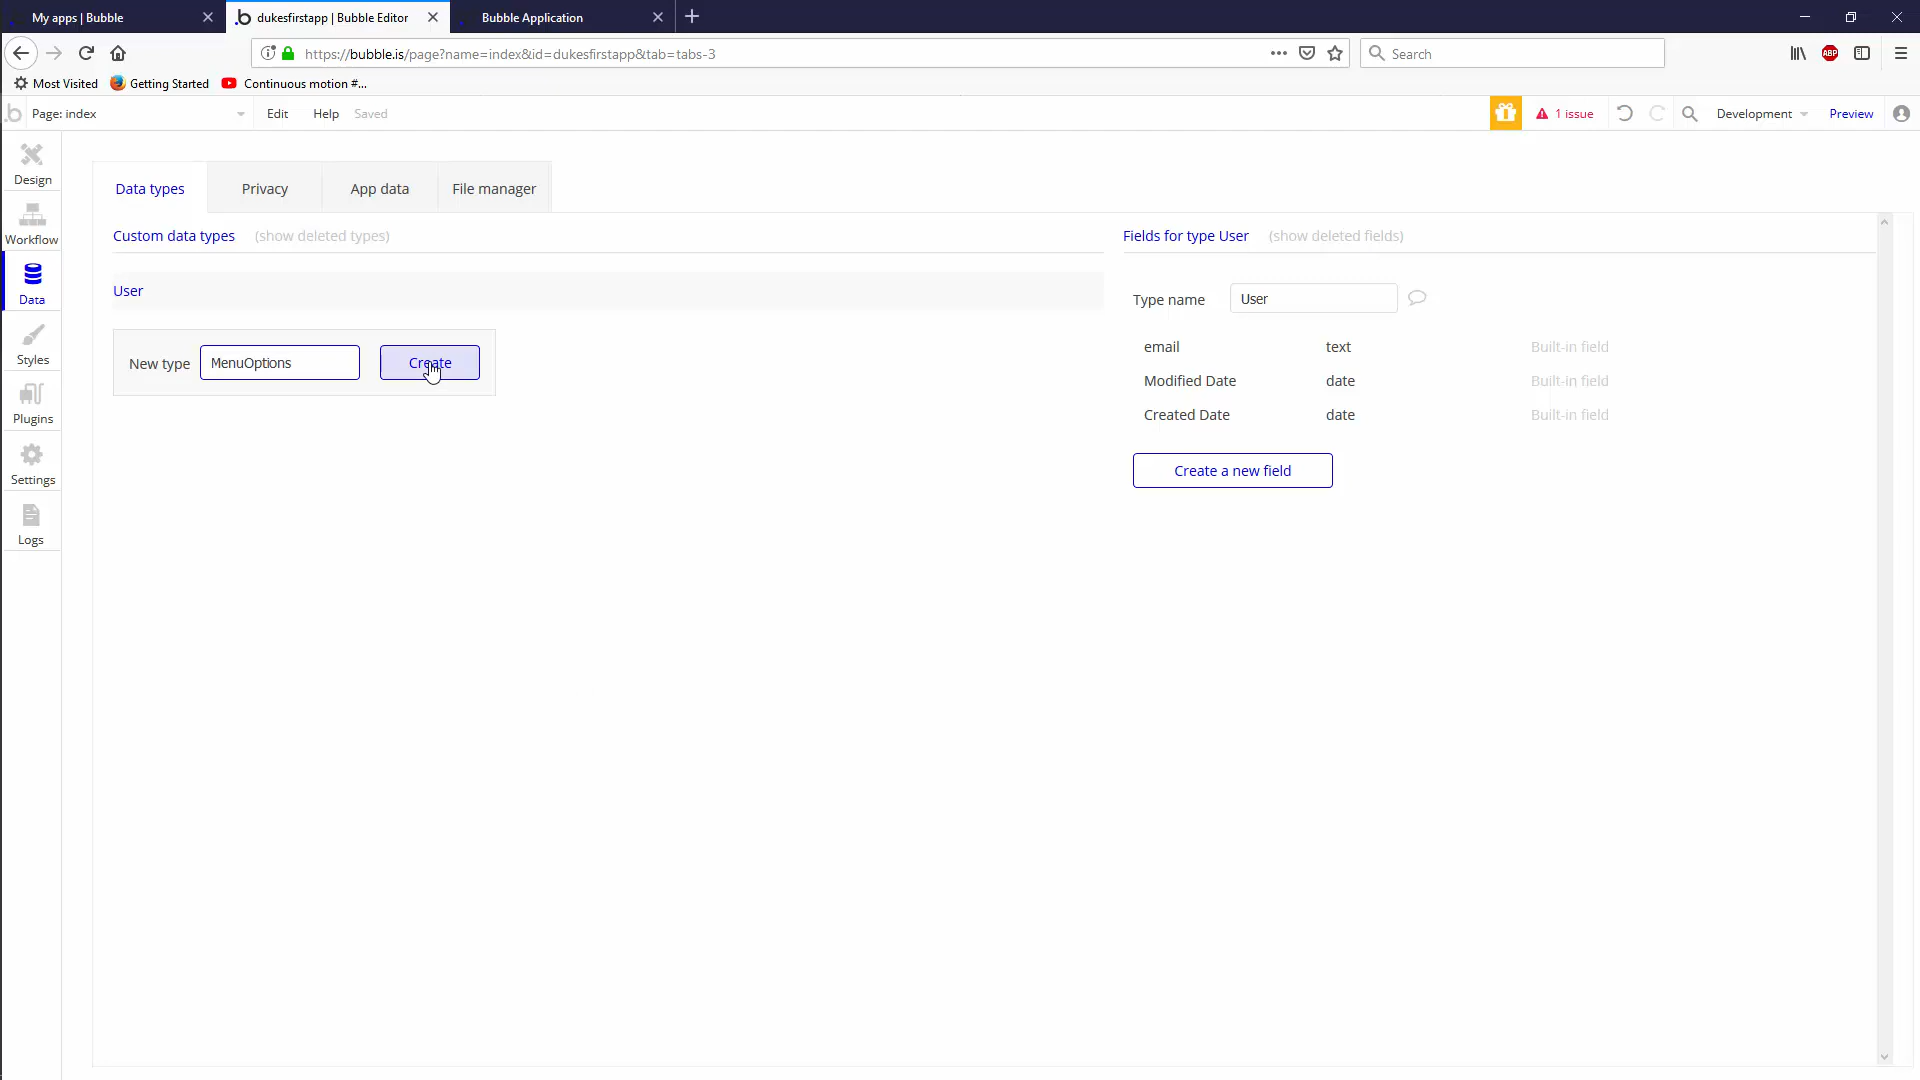 My apps | Bubble
dukesfirstapp | Bubble Editor
Bubble Application
https://bubble.is/page?name=index&id=dukesfirstapp&tab=tabs-3
Search
ABP
Most Visited
Getting Started
Continuous motion #...
Page: index
Edit
Help
Saved
1 issue
Development
Preview
Design
Workflow
Data
Styles
Plugins
Settings
Logs
Data types
Privacy
App data
File manager
Custom data types (show deleted types)
User
New type MenuOptions Create
Fields for type User (show deleted fields)
Type name User
email text Built-in field
Modified Date date Built-in field
Created Date date Built-in field
Create a new field